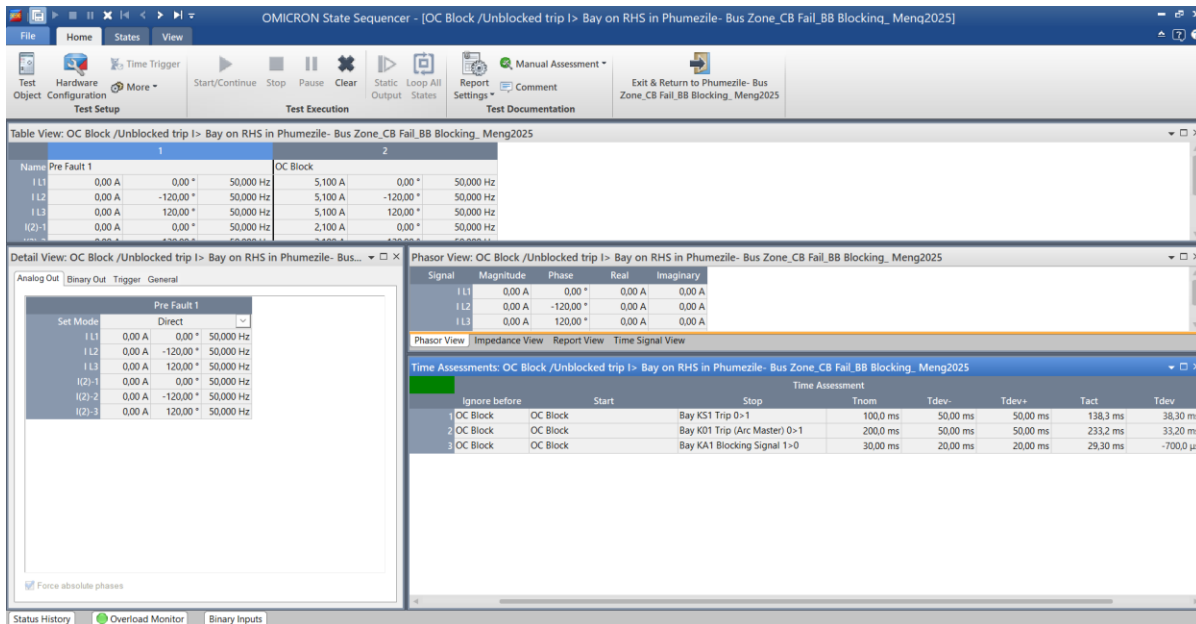 OMICRON State Sequencer - [OC Block /Unblocked trip I> Bay on RHS in Phumezile- Bus Zone_CB Fail_BB Blocking_ Menq2025]
File Home States View
Test Object
Hardware Configuration
Time Trigger
More
Test Setup
Start/Continue Stop Pause Clear
Static Output
Loop All States
Test Execution
Report Settings
Manual Assessment
Comment
Test Documentation
Exit & Return to Phumezile- Bus
Zone_CB Fail_BB Blocking_ Menq2025
Table View: OC Block /Unblocked trip I> Bay on RHS in Phumezile- Bus Zone_CB Fail_BB Blocking_ Menq2025
1 2
Name Pre Fault 1 OC Block
I L1 0,00 A 0,00 ° 50,000 Hz 5,100 A 0,00 ° 50,000 Hz
I L2 0,00 A -120,00 ° 50,000 Hz 5,100 A -120,00 ° 50,000 Hz
I L3 0,00 A 120,00 ° 50,000 Hz 5,100 A 120,00 ° 50,000 Hz
I(2)-1 0,00 A 0,00 ° 50,000 Hz 2,100 A 0,00 ° 50,000 Hz
Detail View: OC Block /Unblocked trip I> Bay on RHS in Phumezile- Bus...
Analog Out Binary Out Trigger General
Pre Fault 1
Set Mode Direct
I L1 0,00 A 0,00 ° 50,000 Hz
I L2 0,00 A -120,00 ° 50,000 Hz
I L3 0,00 A 120,00 ° 50,000 Hz
I(2)-1 0,00 A 0,00 ° 50,000 Hz
I(2)-2 0,00 A -120,00 ° 50,000 Hz
I(2)-3 0,00 A 120,00 ° 50,000 Hz
Force absolute phases
Phasor View: OC Block /Unblocked trip I> Bay on RHS in Phumezile- Bus Zone_CB Fail_BB Blocking_ Menq2025
Signal Magnitude Phase Real Imaginary
I L1 0,00 A 0,00 ° 0,00 A 0,00 A
I L2 0,00 A -120,00 ° 0,00 A 0,00 A
I L3 0,00 A 120,00 ° 0,00 A 0,00 A
Phasor View Impedance View Report View Time Signal View
Time Assessments: OC Block /Unblocked trip I> Bay on RHS in Phumezile- Bus Zone_CB Fail_BB Blocking_ Menq2025
Time Assessment
Ignore before Start Stop Tnom Tdev- Tdev+ Tact Tdev
1 OC Block OC Block Bay KS1 Trip 0>1 100,0 ms 50,00 ms 50,00 ms 138,3 ms 38,30 m
2 OC Block OC Block Bay K01 Trip (Arc Master) 0>1 200,0 ms 50,00 ms 50,00 ms 233,2 ms 33,20 m
3 OC Block OC Block Bay KA1 Blocking Signal 1>0 30,00 ms 20,00 ms 20,00 ms 29,30 ms -700,0 µ
Status History Overload Monitor Binary Inputs